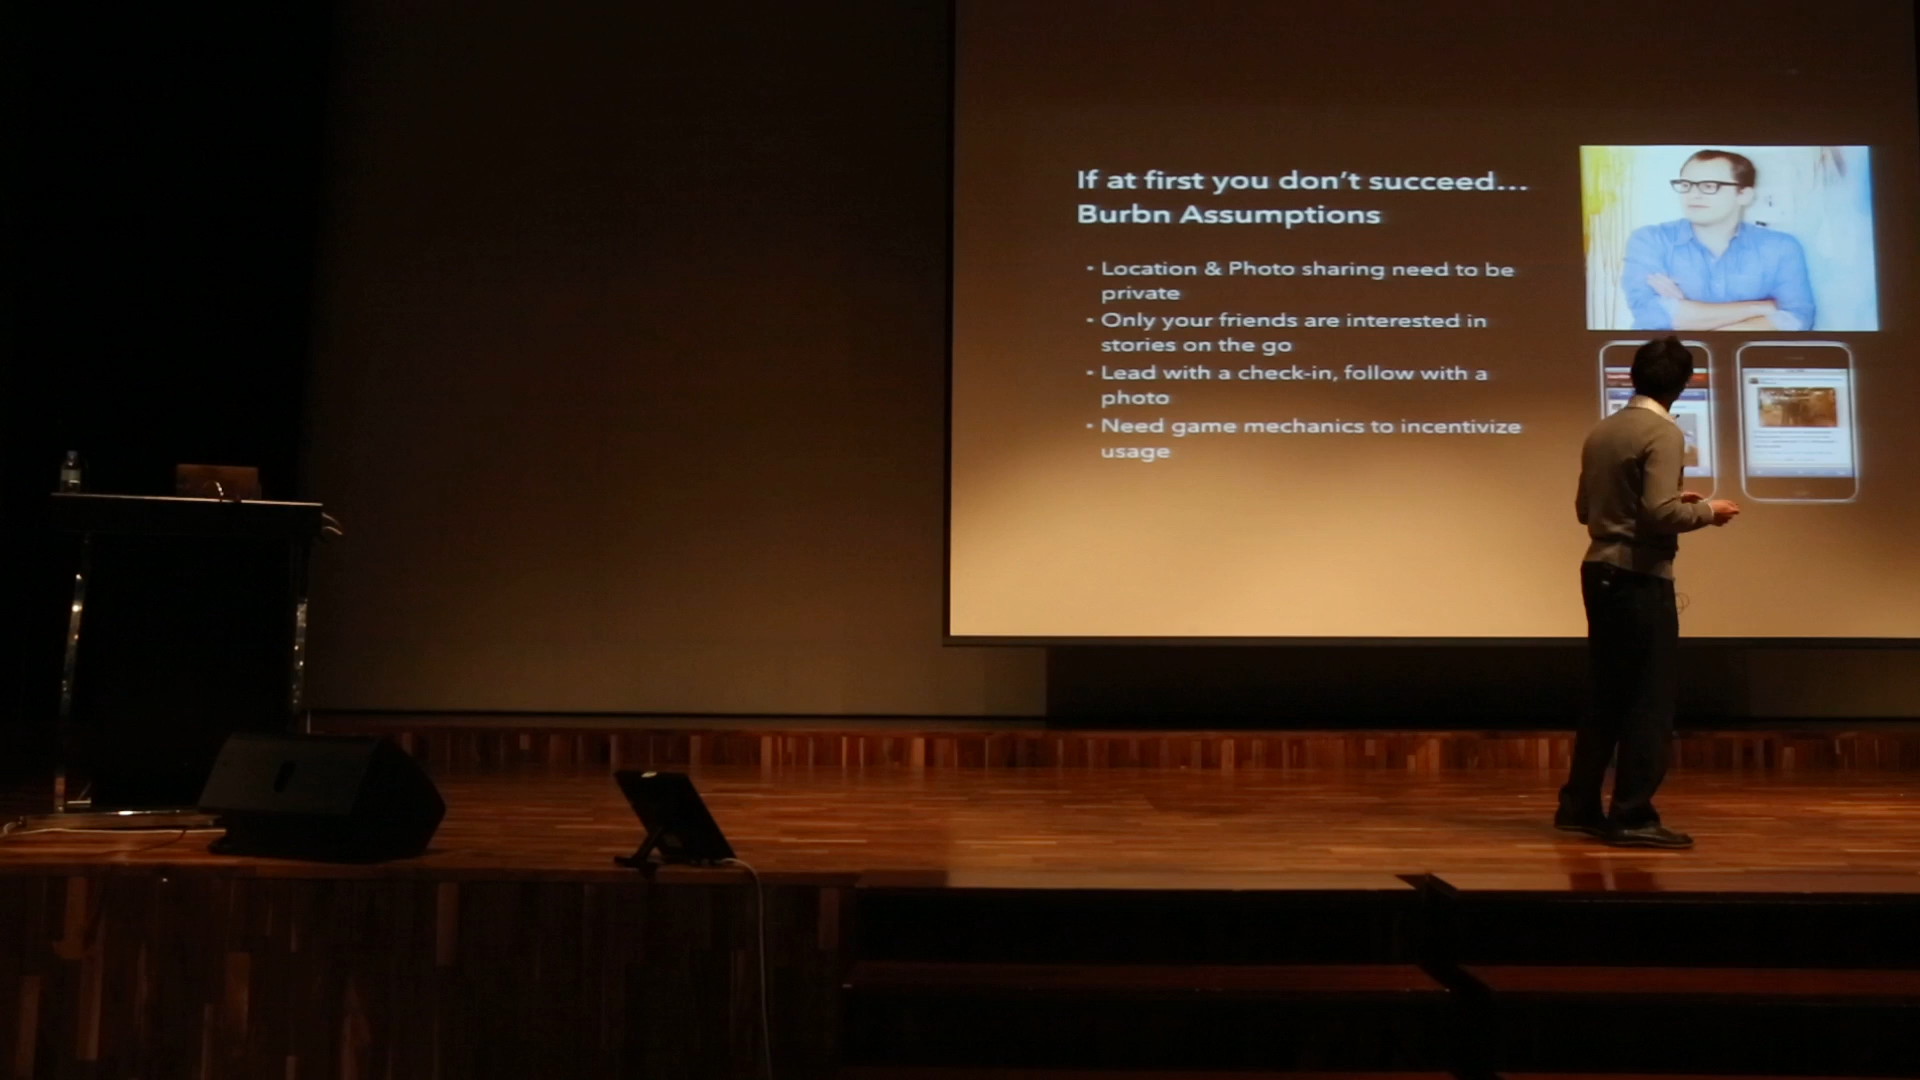 If at first you don't succeed...
Burbn Assumptions
• Location & Photo sharing need to be
private
• Only your friends are interested in
stories on the go
• Lead with a check-in, follow with a
photo
• Need game mechanics to incentivize
usage